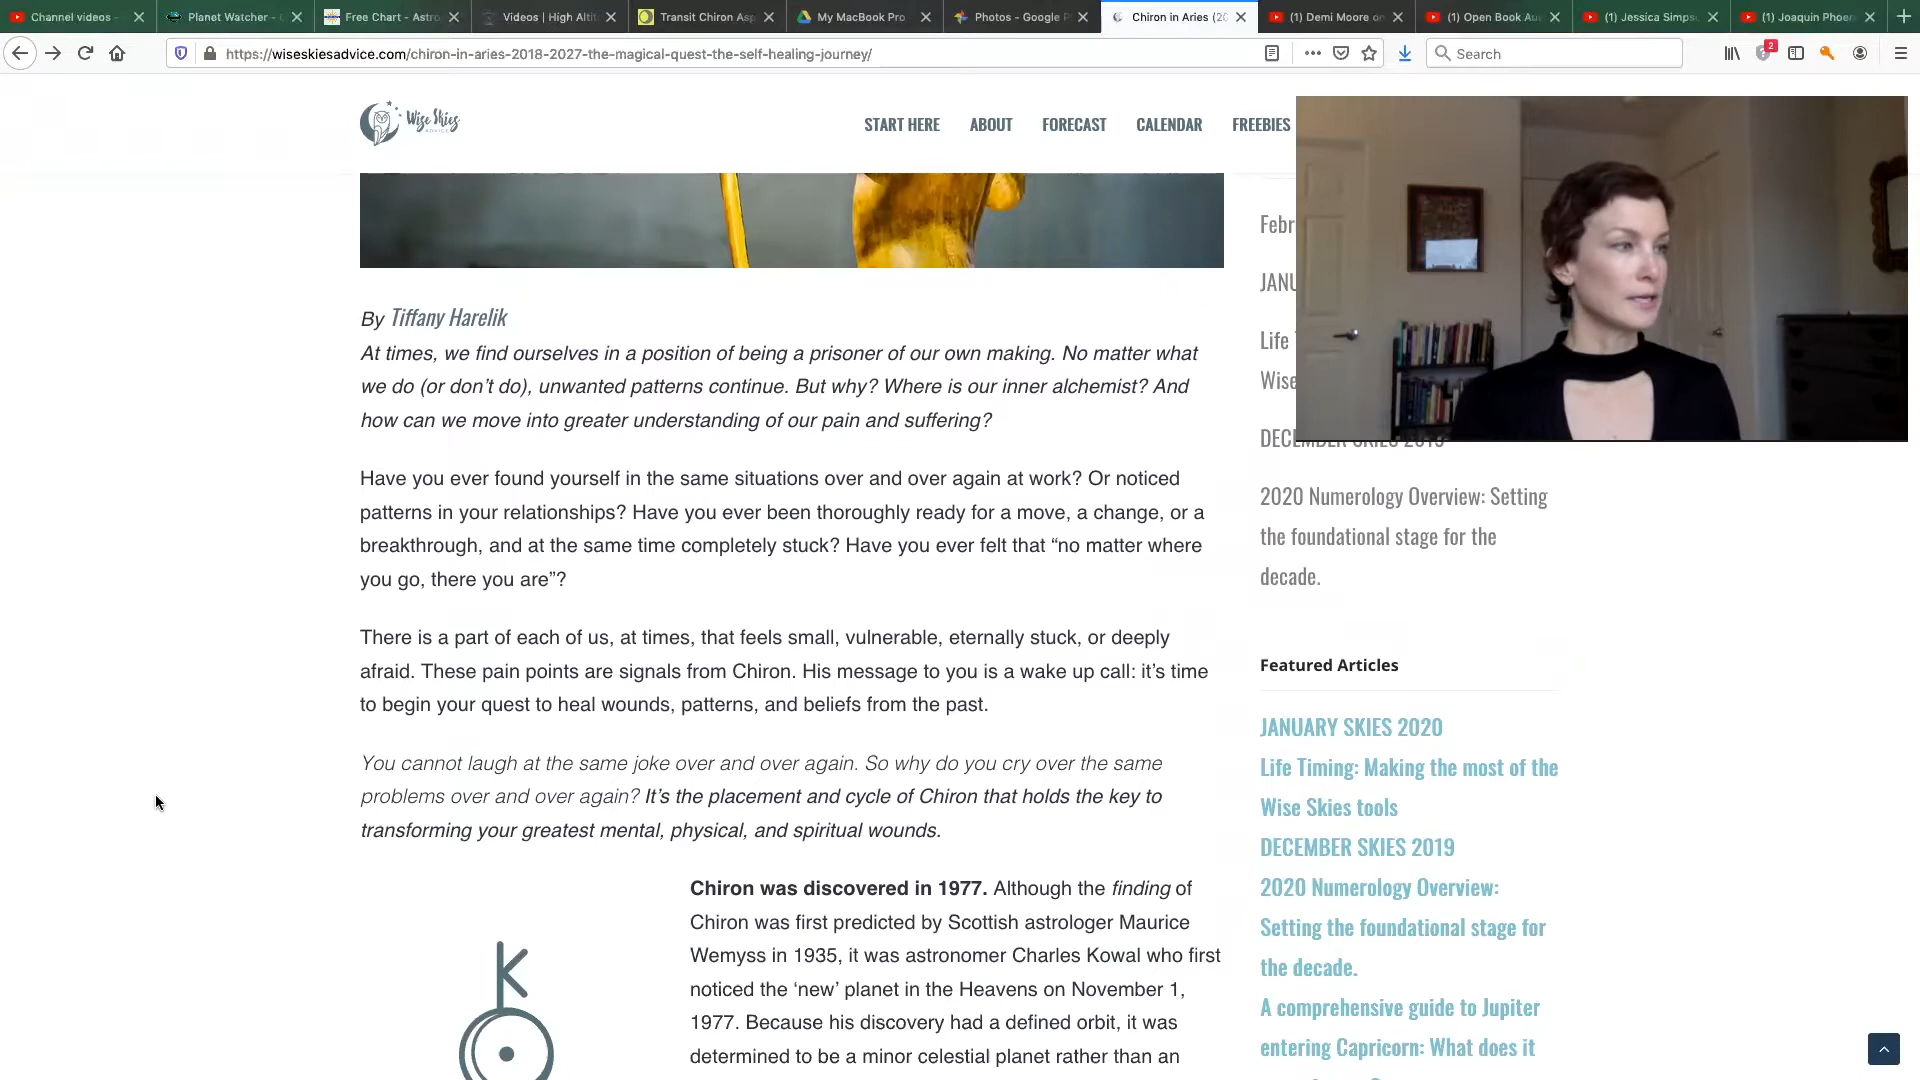 Channel videos -
Planet Watcher -
Free Chart - Astro
Videos | High Alti
Transit Chiron Asp
My MacBook Pro
Photos - Google P
Chiron in Aries (20
(1) Demi Moore on
(1) Open Book Au
(1) Jessica Simps
(1) Joaquin Phoe
https://wiseskiesadvice.com/chiron-in-aries-2018-2027-the-magical-quest-the-self-healing-journey/
Search
2
Wise Skies
ADVICE
START HERE
ABOUT
FORECAST
CALENDAR
FREEBIES
By Tiffany Harelik
At times, we find ourselves in a position of being a prisoner of our own making. No matter what
we do (or don’t do), unwanted patterns continue. But why? Where is our inner alchemist? And
how can we move into greater understanding of our pain and suffering?
Have you ever found yourself in the same situations over and over again at work? Or noticed
patterns in your relationships? Have you ever been thoroughly ready for a move, a change, or a
breakthrough, and at the same time completely stuck? Have you ever felt that “no matter where
you go, there you are”?
There is a part of each of us, at times, that feels small, vulnerable, eternally stuck, or deeply
afraid. These pain points are signals from Chiron. His message to you is a wake up call: it’s time
to begin your quest to heal wounds, patterns, and beliefs from the past.
You cannot laugh at the same joke over and over again. So why do you cry over the same
problems over and over again? It’s the placement and cycle of Chiron that holds the key to
transforming your greatest mental, physical, and spiritual wounds.
Chiron was discovered in 1977. Although the finding of
Chiron was first predicted by Scottish astrologer Maurice
Wemyss in 1935, it was astronomer Charles Kowal who first
noticed the ‘new’ planet in the Heavens on November 1,
1977. Because his discovery had a defined orbit, it was
determined to be a minor celestial planet rather than an
Febr
JANU
Life
Wise
DECEMBER SKIES 2019
2020 Numerology Overview: Setting
the foundational stage for the
decade.
Featured Articles
JANUARY SKIES 2020
Life Timing: Making the most of the
Wise Skies tools
DECEMBER SKIES 2019
2020 Numerology Overview:
Setting the foundational stage for
the decade.
A comprehensive guide to Jupiter
entering Capricorn: What does it